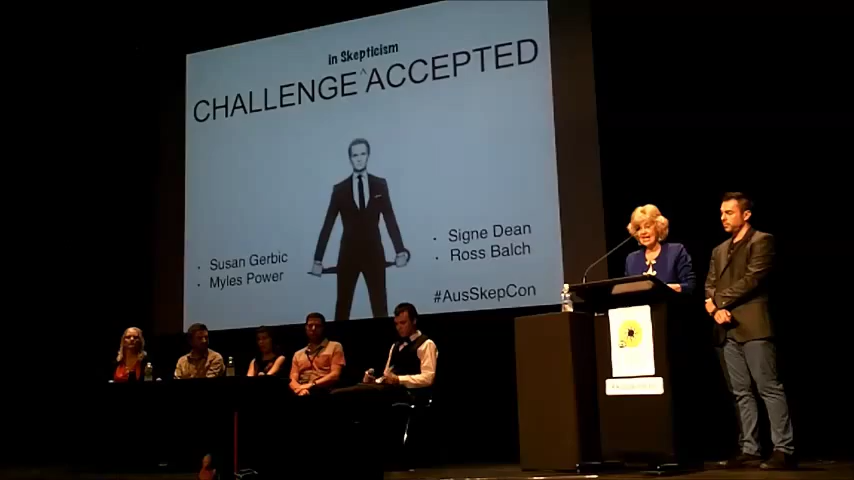 in Skepticism
CHALLENGE ^ ACCEPTED
• Susan Gerbic
• Myles Power
• Signe Dean
• Ross Balch
#AusSkepCon